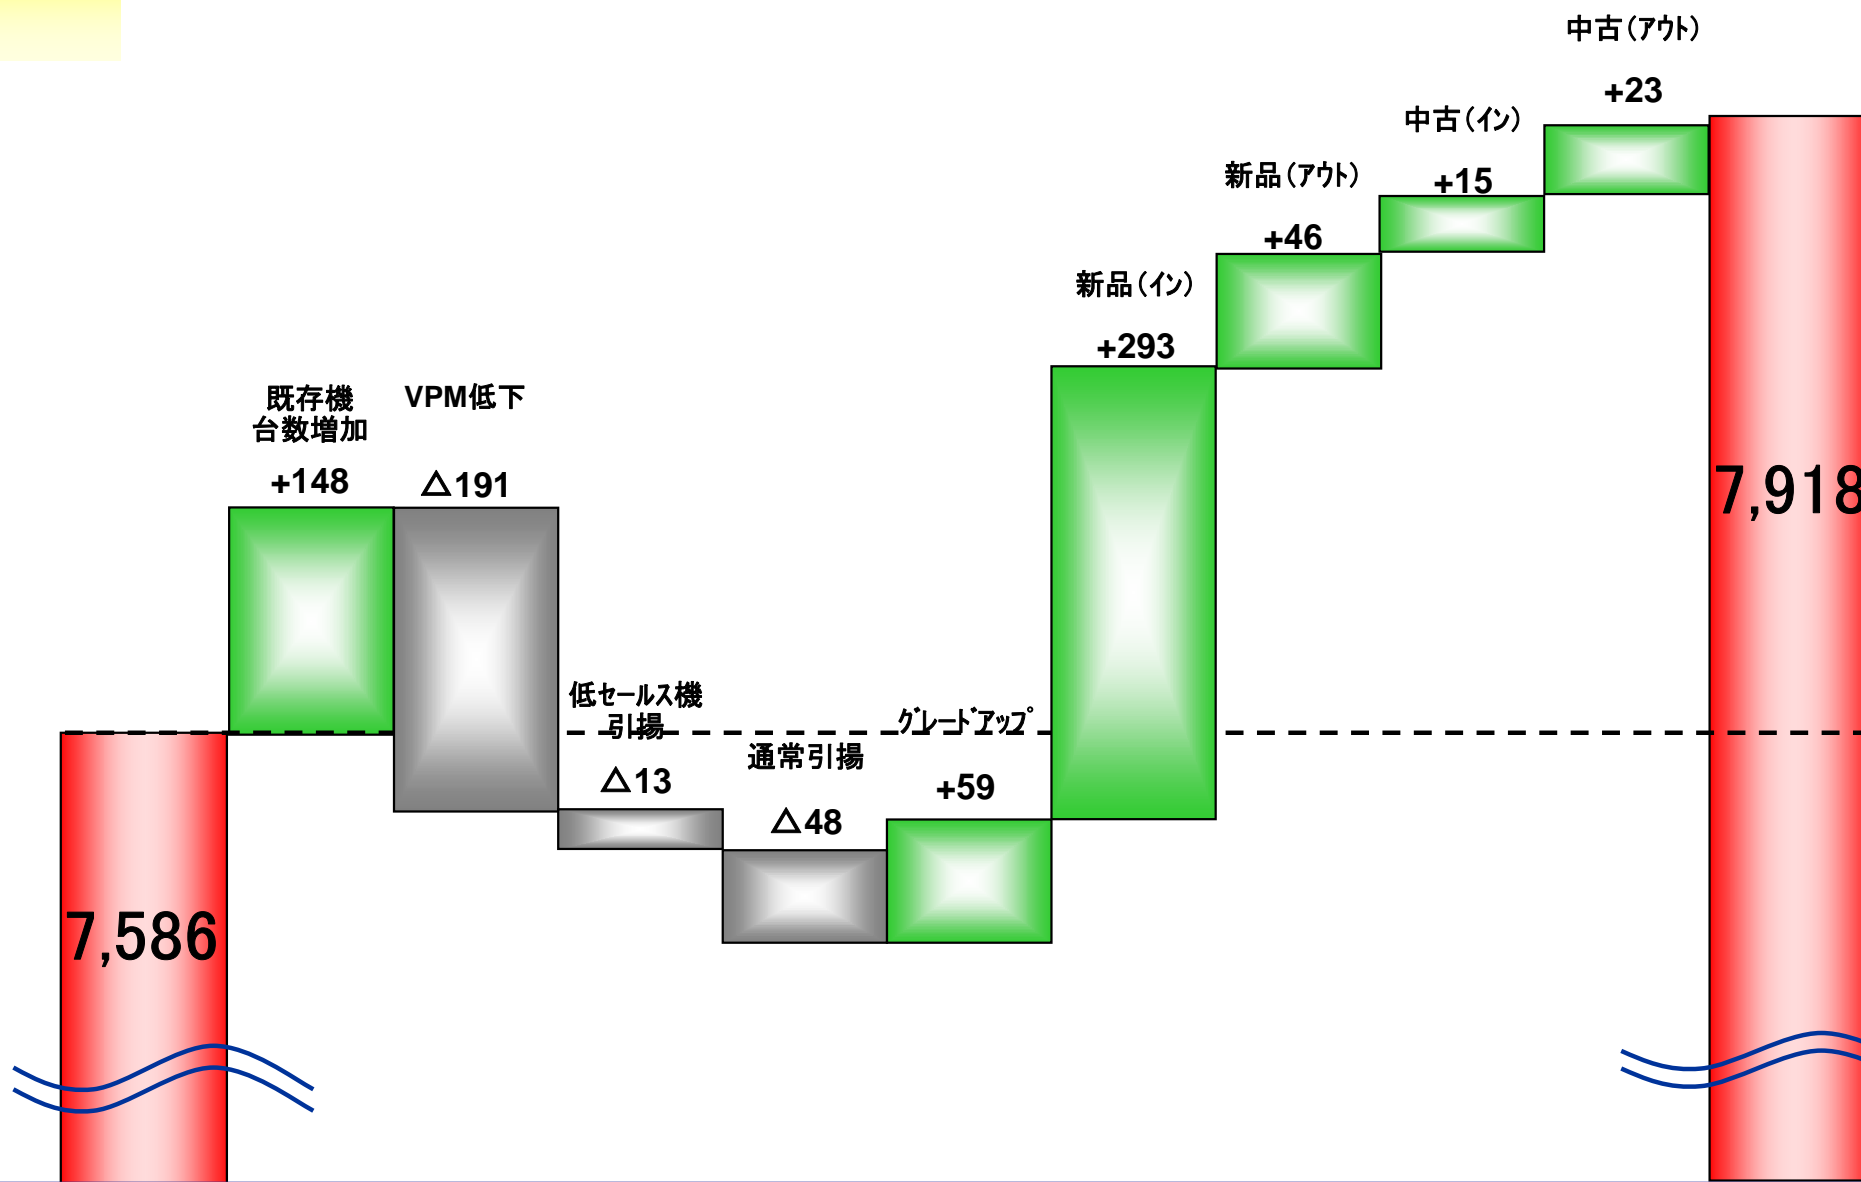 中古(ｱｳﾄ)
+23
中古(ｲﾝ)
+15
新品(ｱｳﾄ)
+46
新品(ｲﾝ)
+293
既存機
台数増加
+148
VPM低下
△191
7,918
低ｾｰﾙｽ機
引揚
△13
通常引揚
△48
ｸﾞﾚｰﾄﾞｱｯﾌﾟ
+59
7,586